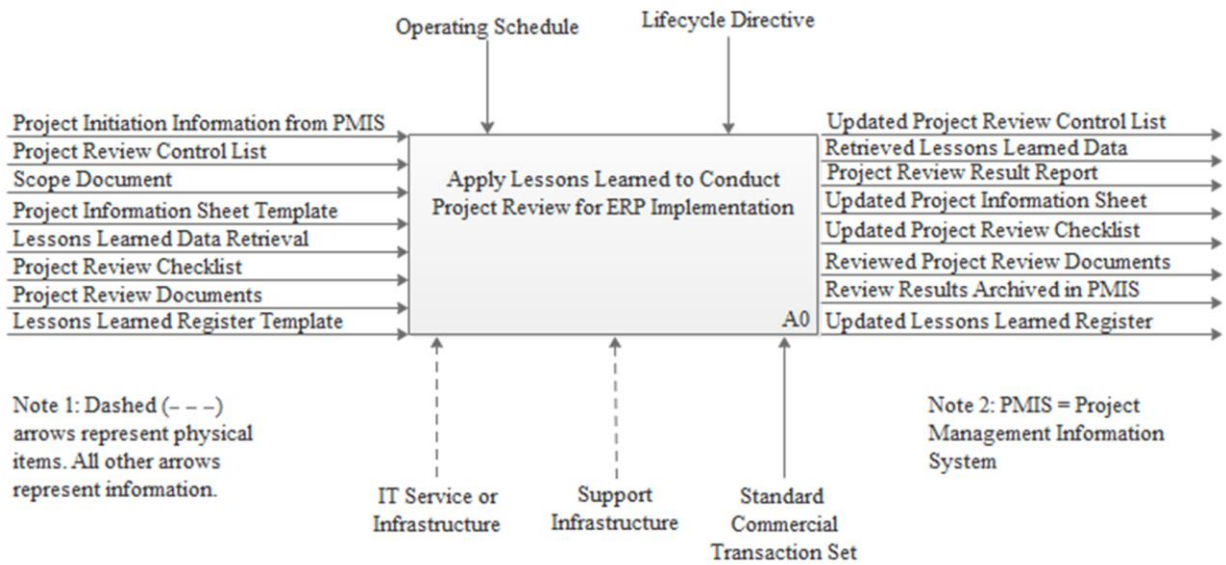 Operating Schedule
Lifecycle Directive
Project Initiation Information from PMIS
Project Review Control List
Scope Document
Project Information Sheet Template
Lessons Learned Data Retrieval
Project Review Checklist
Project Review Documents
Lessons Learned Register Template
Apply Lessons Learned to Conduct
Project Review for ERP Implementation
A0
Updated Project Review Control List
Retrieved Lessons Learned Data
Project Review Result Report
Updated Project Information Sheet
Updated Project Review Checklist
Reviewed Project Review Documents
Review Results Archived in PMIS
Updated Lessons Learned Register
Note 1: Dashed (– – –)
arrows represent physical
items. All other arrows
represent information.
IT Service or
Infrastructure
Support
Infrastructure
Standard
Commercial
Transaction Set
Note 2: PMIS = Project
Management Information
System